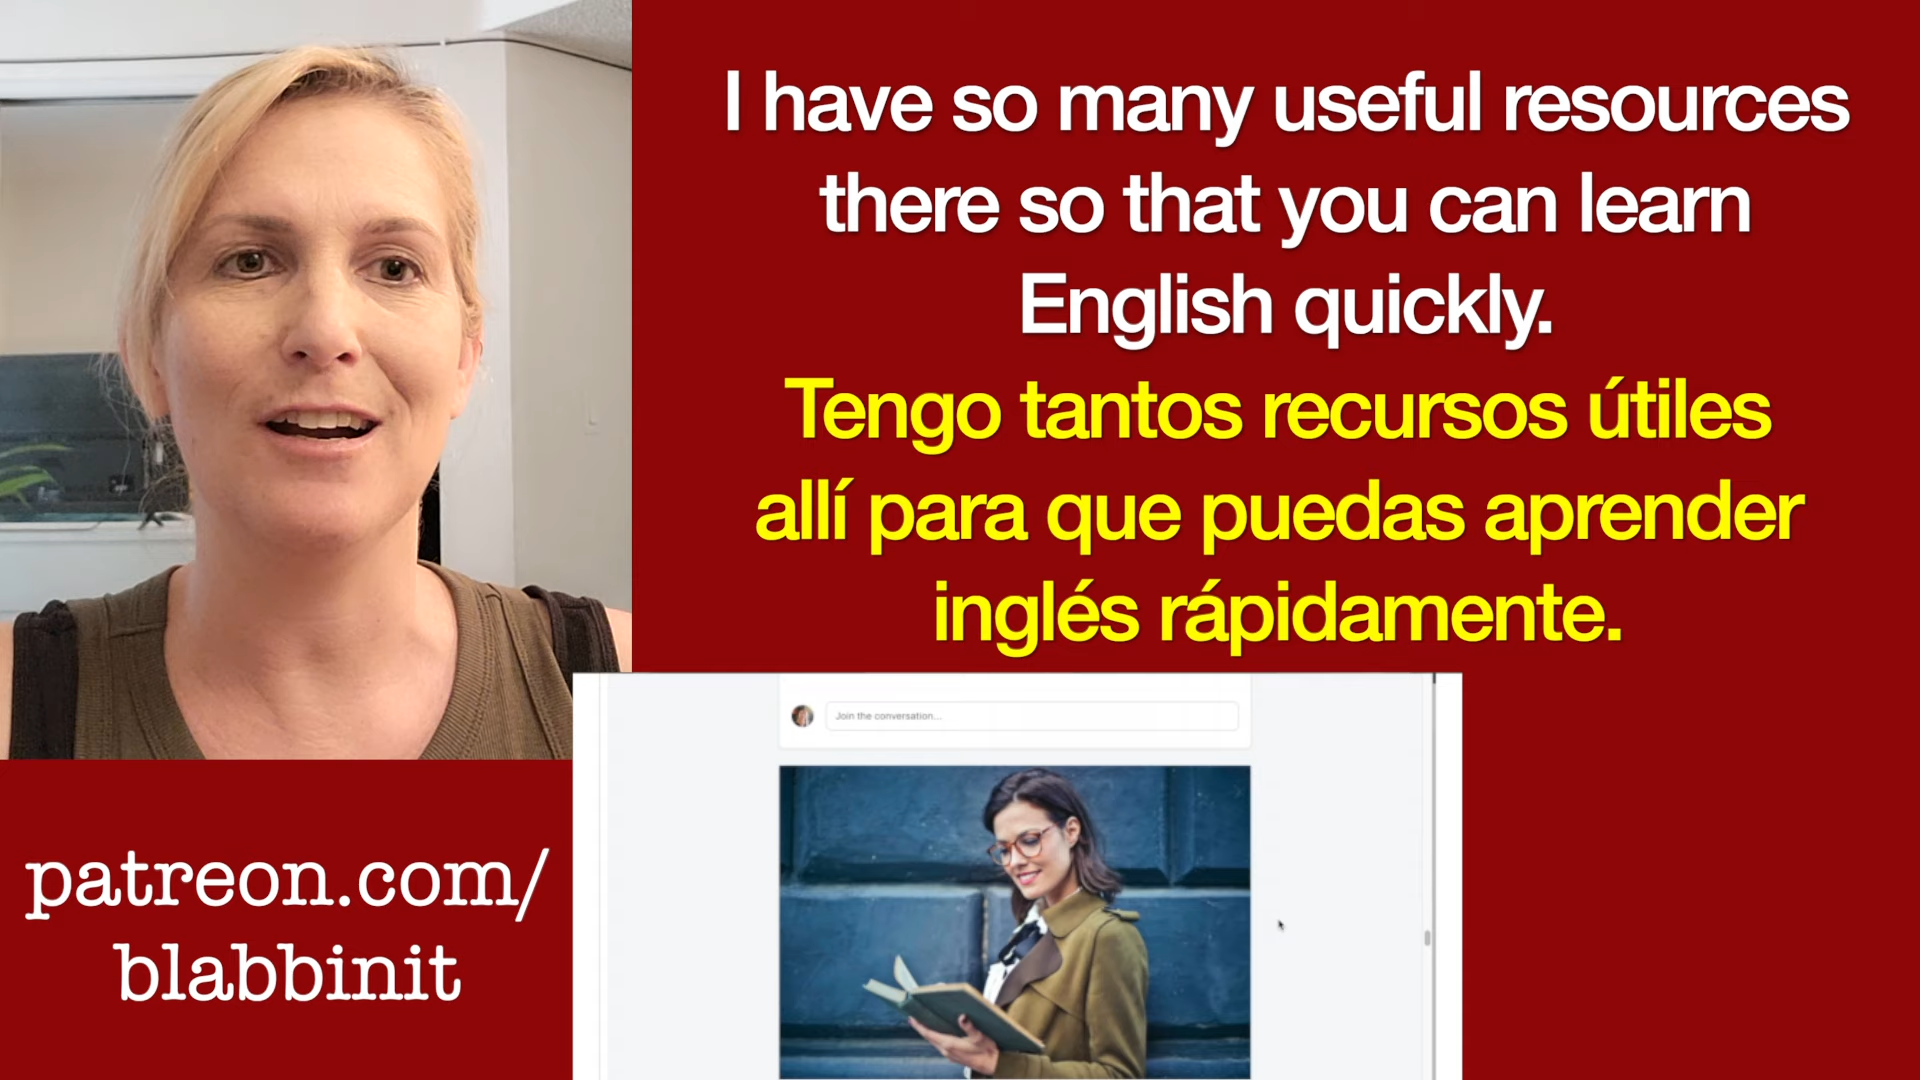 I have so many useful resources
there so that you can learn
English quickly.
Tengo tantos recursos útiles
allí para que puedas aprender
inglés rápidamente.
Join the conversation...
patreon.com/
blabbinit